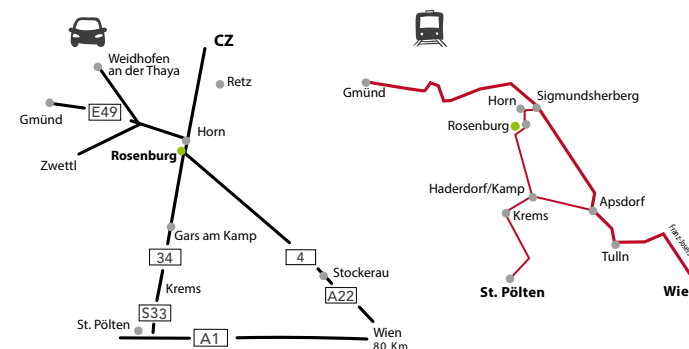 CZ
Weidhofen
an der Thaya
Retz
E49
Gmünd
Horn
Rosenburg
Zwettl
Gars am Kamp
34
4
Stockerau
Krems
A22
S33
St. Pölten
A1
Wien
80 Km
Gmünd
Horn
Sigmundsherberg
Rosenburg
Haderdorf/Kamp
Krems
Apsdorf
Tulln
St. Pölten
Wie